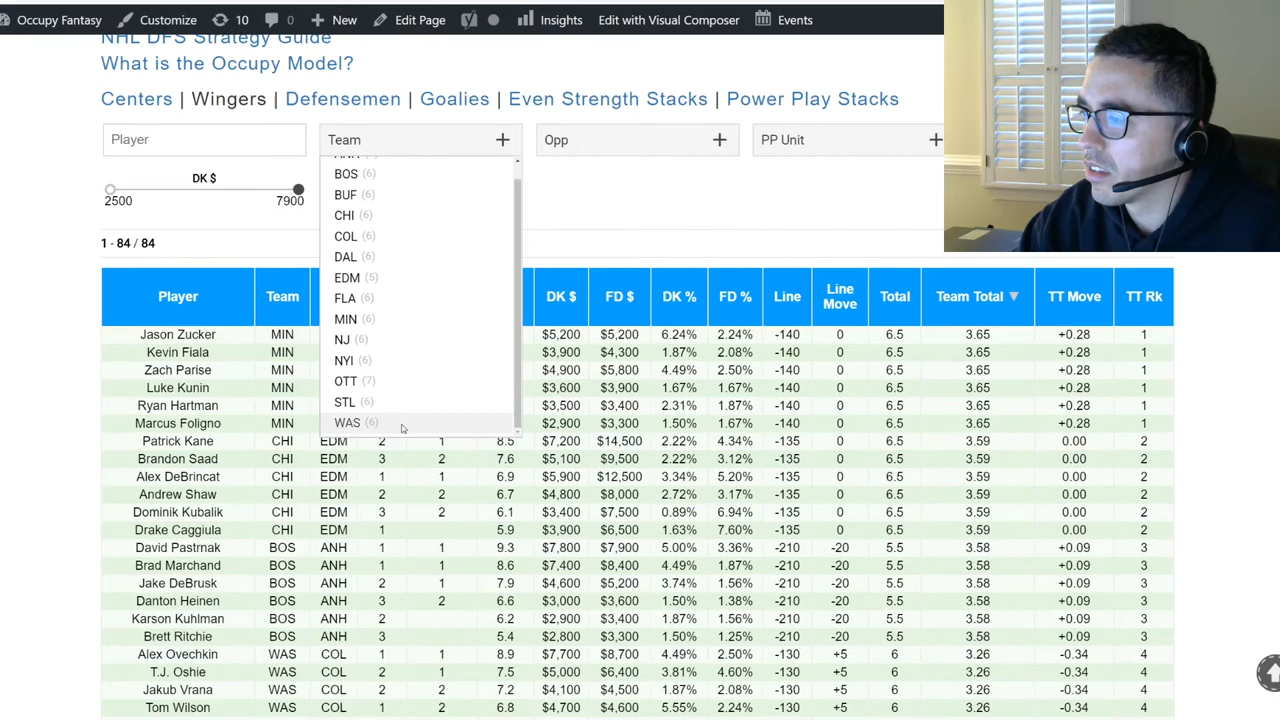 Occupy Fantasy Customize 10 0 New Edit Page Insights Edit with Visual Composer Events
NHL DFS Strategy Guide
What is the Occupy Model?
Centers | Wingers | Defensemen | Goalies | Even Strength Stacks | Power Play Stacks
Player Team + Opp + PP Unit +
DK $
2500 7900
1 - 84 / 84
BOS (6)
BUF (6)
CHI (6)
COL (6)
DAL (6)
EDM (5)
FLA (6)
MIN (6)
NJ (6)
NYI (6)
OTT (7)
STL (6)
WAS (6)
Player Team DK $ FD $ DK % FD % Line Line Move Total Team Total ▼ TT Move TT Rk
Jason Zucker MIN $5,200 $5,200 6.24% 2.24% -140 0 6.5 3.65 +0.28 1
Kevin Fiala MIN $3,900 $4,300 1.87% 2.08% -140 0 6.5 3.65 +0.28 1
Zach Parise MIN $4,900 $5,800 4.49% 2.50% -140 0 6.5 3.65 +0.28 1
Luke Kunin MIN $3,600 $3,900 1.67% 1.67% -140 0 6.5 3.65 +0.28 1
Ryan Hartman MIN $3,500 $3,400 2.31% 1.87% -140 0 6.5 3.65 +0.28 1
Marcus Foligno MIN $2,900 $3,300 1.50% 1.67% -140 0 6.5 3.65 +0.28 1
Patrick Kane CHI EDM 2 1 8.5 $7,200 $14,500 2.22% 4.34% -135 0 6.5 3.59 0.00 2
Brandon Saad CHI EDM 3 2 7.6 $5,100 $9,500 2.22% 3.12% -135 0 6.5 3.59 0.00 2
Alex DeBrincat CHI EDM 1 1 6.9 $5,900 $12,500 3.34% 5.20% -135 0 6.5 3.59 0.00 2
Andrew Shaw CHI EDM 2 2 6.7 $4,800 $8,000 2.72% 3.17% -135 0 6.5 3.59 0.00 2
Dominik Kubalik CHI EDM 3 2 6.1 $3,400 $7,500 0.89% 6.94% -135 0 6.5 3.59 0.00 2
Drake Caggiula CHI EDM 1 5.9 $3,900 $6,500 1.63% 7.60% -135 0 6.5 3.59 0.00 2
David Pastrnak BOS ANH 1 1 9.3 $7,800 $7,900 5.00% 3.36% -210 -20 5.5 3.58 +0.09 3
Brad Marchand BOS ANH 1 1 8.6 $7,400 $8,400 4.49% 1.87% -210 -20 5.5 3.58 +0.09 3
Jake DeBrusk BOS ANH 2 1 7.9 $4,600 $5,200 3.74% 1.56% -210 -20 5.5 3.58 +0.09 3
Danton Heinen BOS ANH 3 2 6.6 $3,000 $3,600 1.50% 1.38% -210 -20 5.5 3.58 +0.09 3
Karson Kuhlman BOS ANH 2 6.2 $2,900 $3,400 1.87% 1.56% -210 -20 5.5 3.58 +0.09 3
Brett Ritchie BOS ANH 3 5.4 $2,800 $3,300 1.50% 1.25% -210 -20 5.5 3.58 +0.09 3
Alex Ovechkin WAS COL 1 1 8.9 $7,700 $8,700 4.49% 2.50% -130 +5 6 3.26 -0.34 4
T.J. Oshie WAS COL 2 1 7.5 $5,000 $6,400 3.81% 4.60% -130 +5 6 3.26 -0.34 4
Jakub Vrana WAS COL 2 2 7.2 $4,100 $4,500 1.87% 2.08% -130 +5 6 3.26 -0.34 4
Tom Wilson WAS COL 1 2 6.8 $4,700 $4,600 5.55% 2.24% -130 +5 6 3.26 -0.34 4